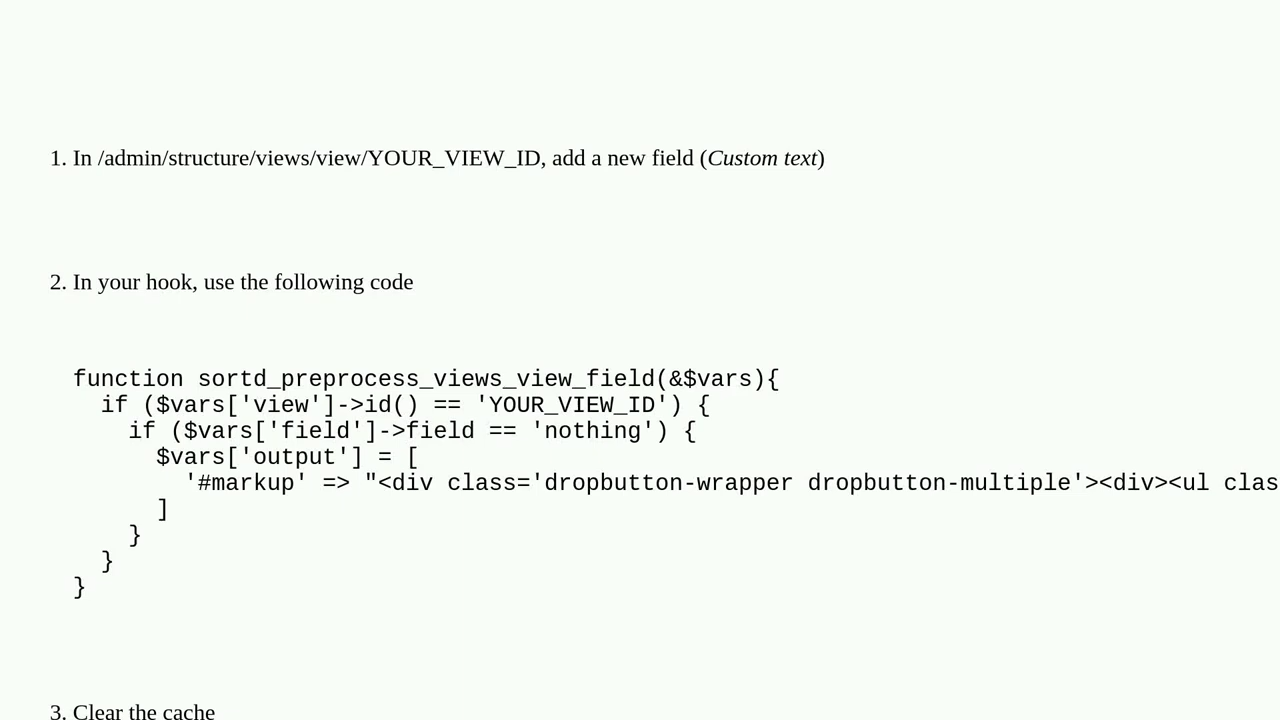 1. In /admin/structure/views/view/YOUR_VIEW_ID, add a new field (Custom text)
2. In your hook, use the following code
function sortd_preprocess_views_view_field(&$vars){
  if ($vars['view']->id() == 'YOUR_VIEW_ID') {
    if ($vars['field']->field == 'nothing') {
      $vars['output'] = [
        '#markup' => "<div class='dropbutton-wrapper dropbutton-multiple'><div><ul clas
      ]
    }
  }
}
3. Clear the cache